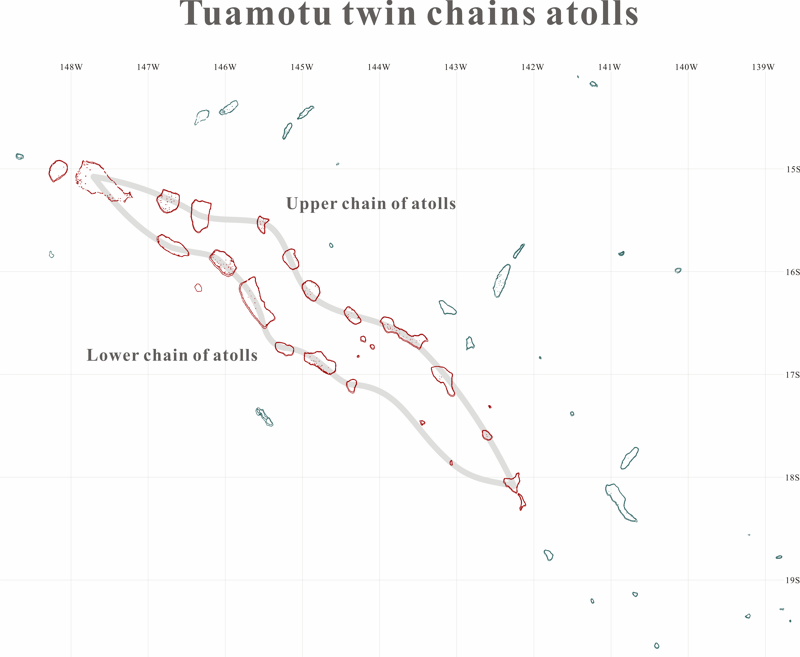 Tuamotu twin chains atolls
148W 147W 146W 145W 144W 143W 142W 141W 140W 139W
15S
Upper chain of atolls
16S
Lower chain of atolls
17S
18S
19S